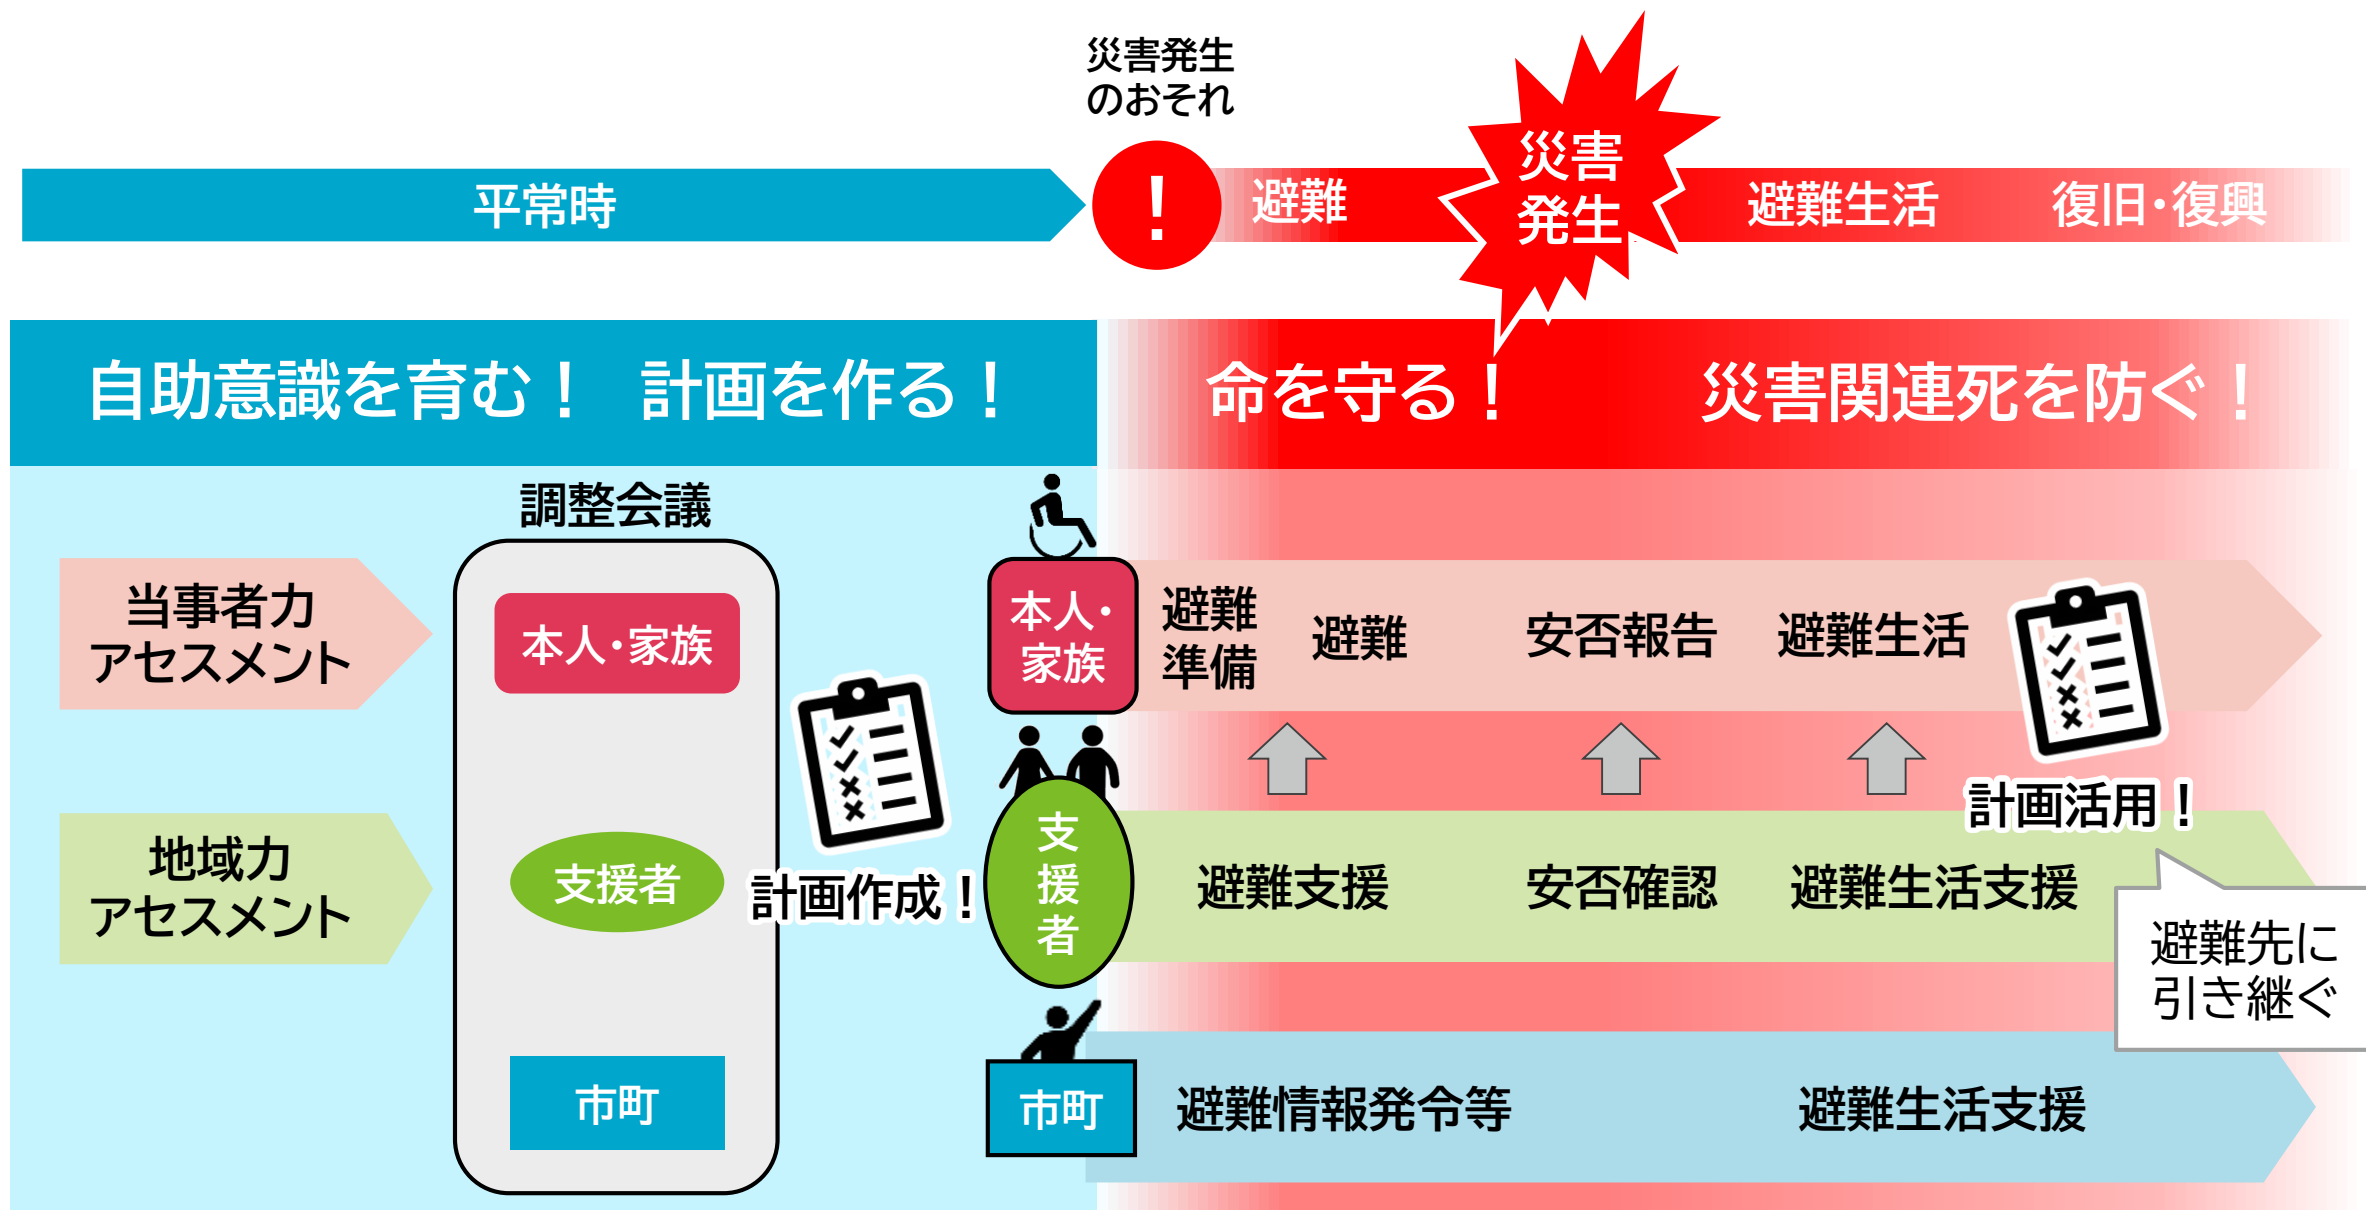 災害発生
のおそれ
平常時
！
避難
災害
発生
避難生活
復旧・復興
自助意識を育む！　計画を作る！
命を守る！
災害関連死を防ぐ！
調整会議
当事者力
アセスメント
地域力
アセスメント
本人・家族
支援者
市町
計画作成！
本人・
家族
避難
準備
避難
安否報告
避難生活
計画活用！
支
援
者
避難支援
安否確認
避難生活支援
避難先に
引き継ぐ
市町
避難情報発令等
避難生活支援